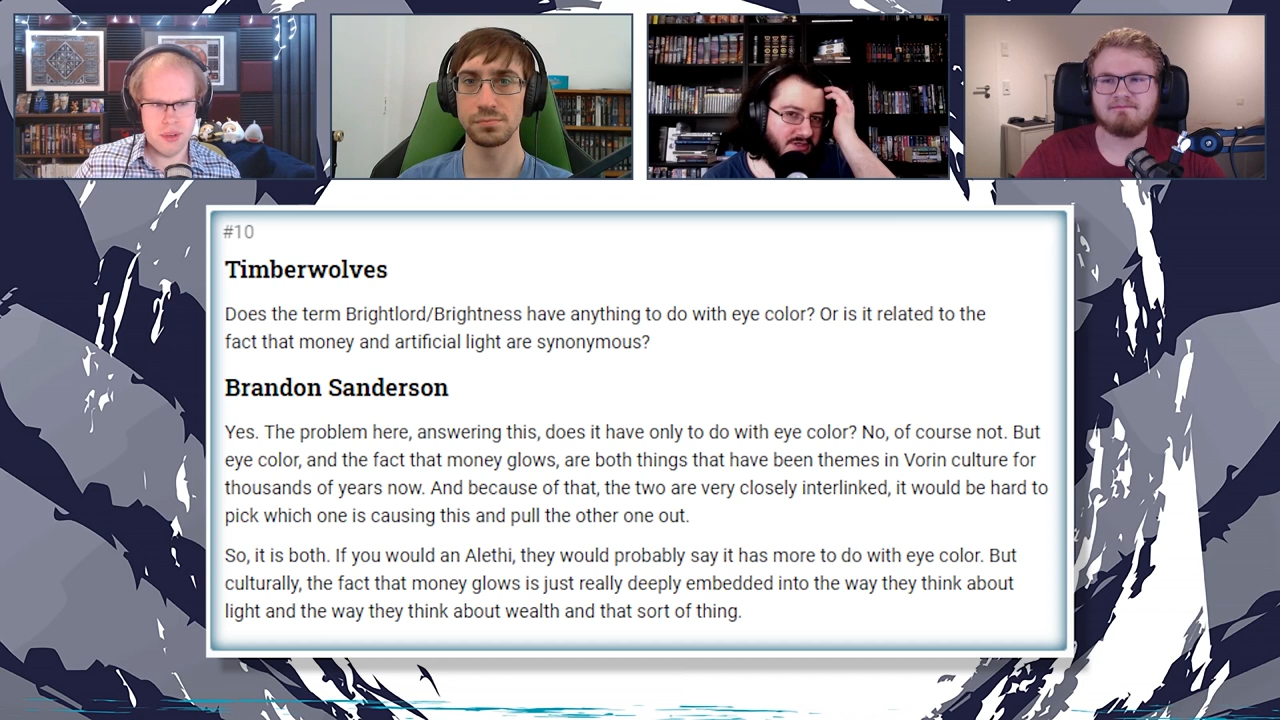 #10
Timberwolves
Does the term Brightlord/Brightness have anything to do with eye color? Or is it related to the
fact that money and artificial light are synonymous?
Brandon Sanderson
Yes. The problem here, answering this, does it have only to do with eye color? No, of course not. But
eye color, and the fact that money glows, are both things that have been themes in Vorin culture for
thousands of years now. And because of that, the two are very closely interlinked, it would be hard to
pick which one is causing this and pull the other one out.
So, it is both. If you would an Alethi, they would probably say it has more to do with eye color. But
culturally, the fact that money glows is just really deeply embedded into the way they think about
light and the way they think about wealth and that sort of thing.